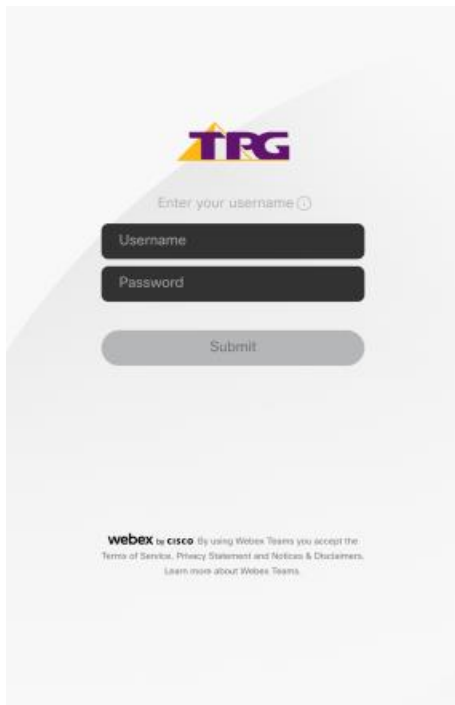 TPG
Enter your username
Username
Password
Submit
webex by CISCO By using Webex Teams you accept the
Terms of Service, Privacy Statement and Notices & Disclaimers.
Learn more about Webex Teams.